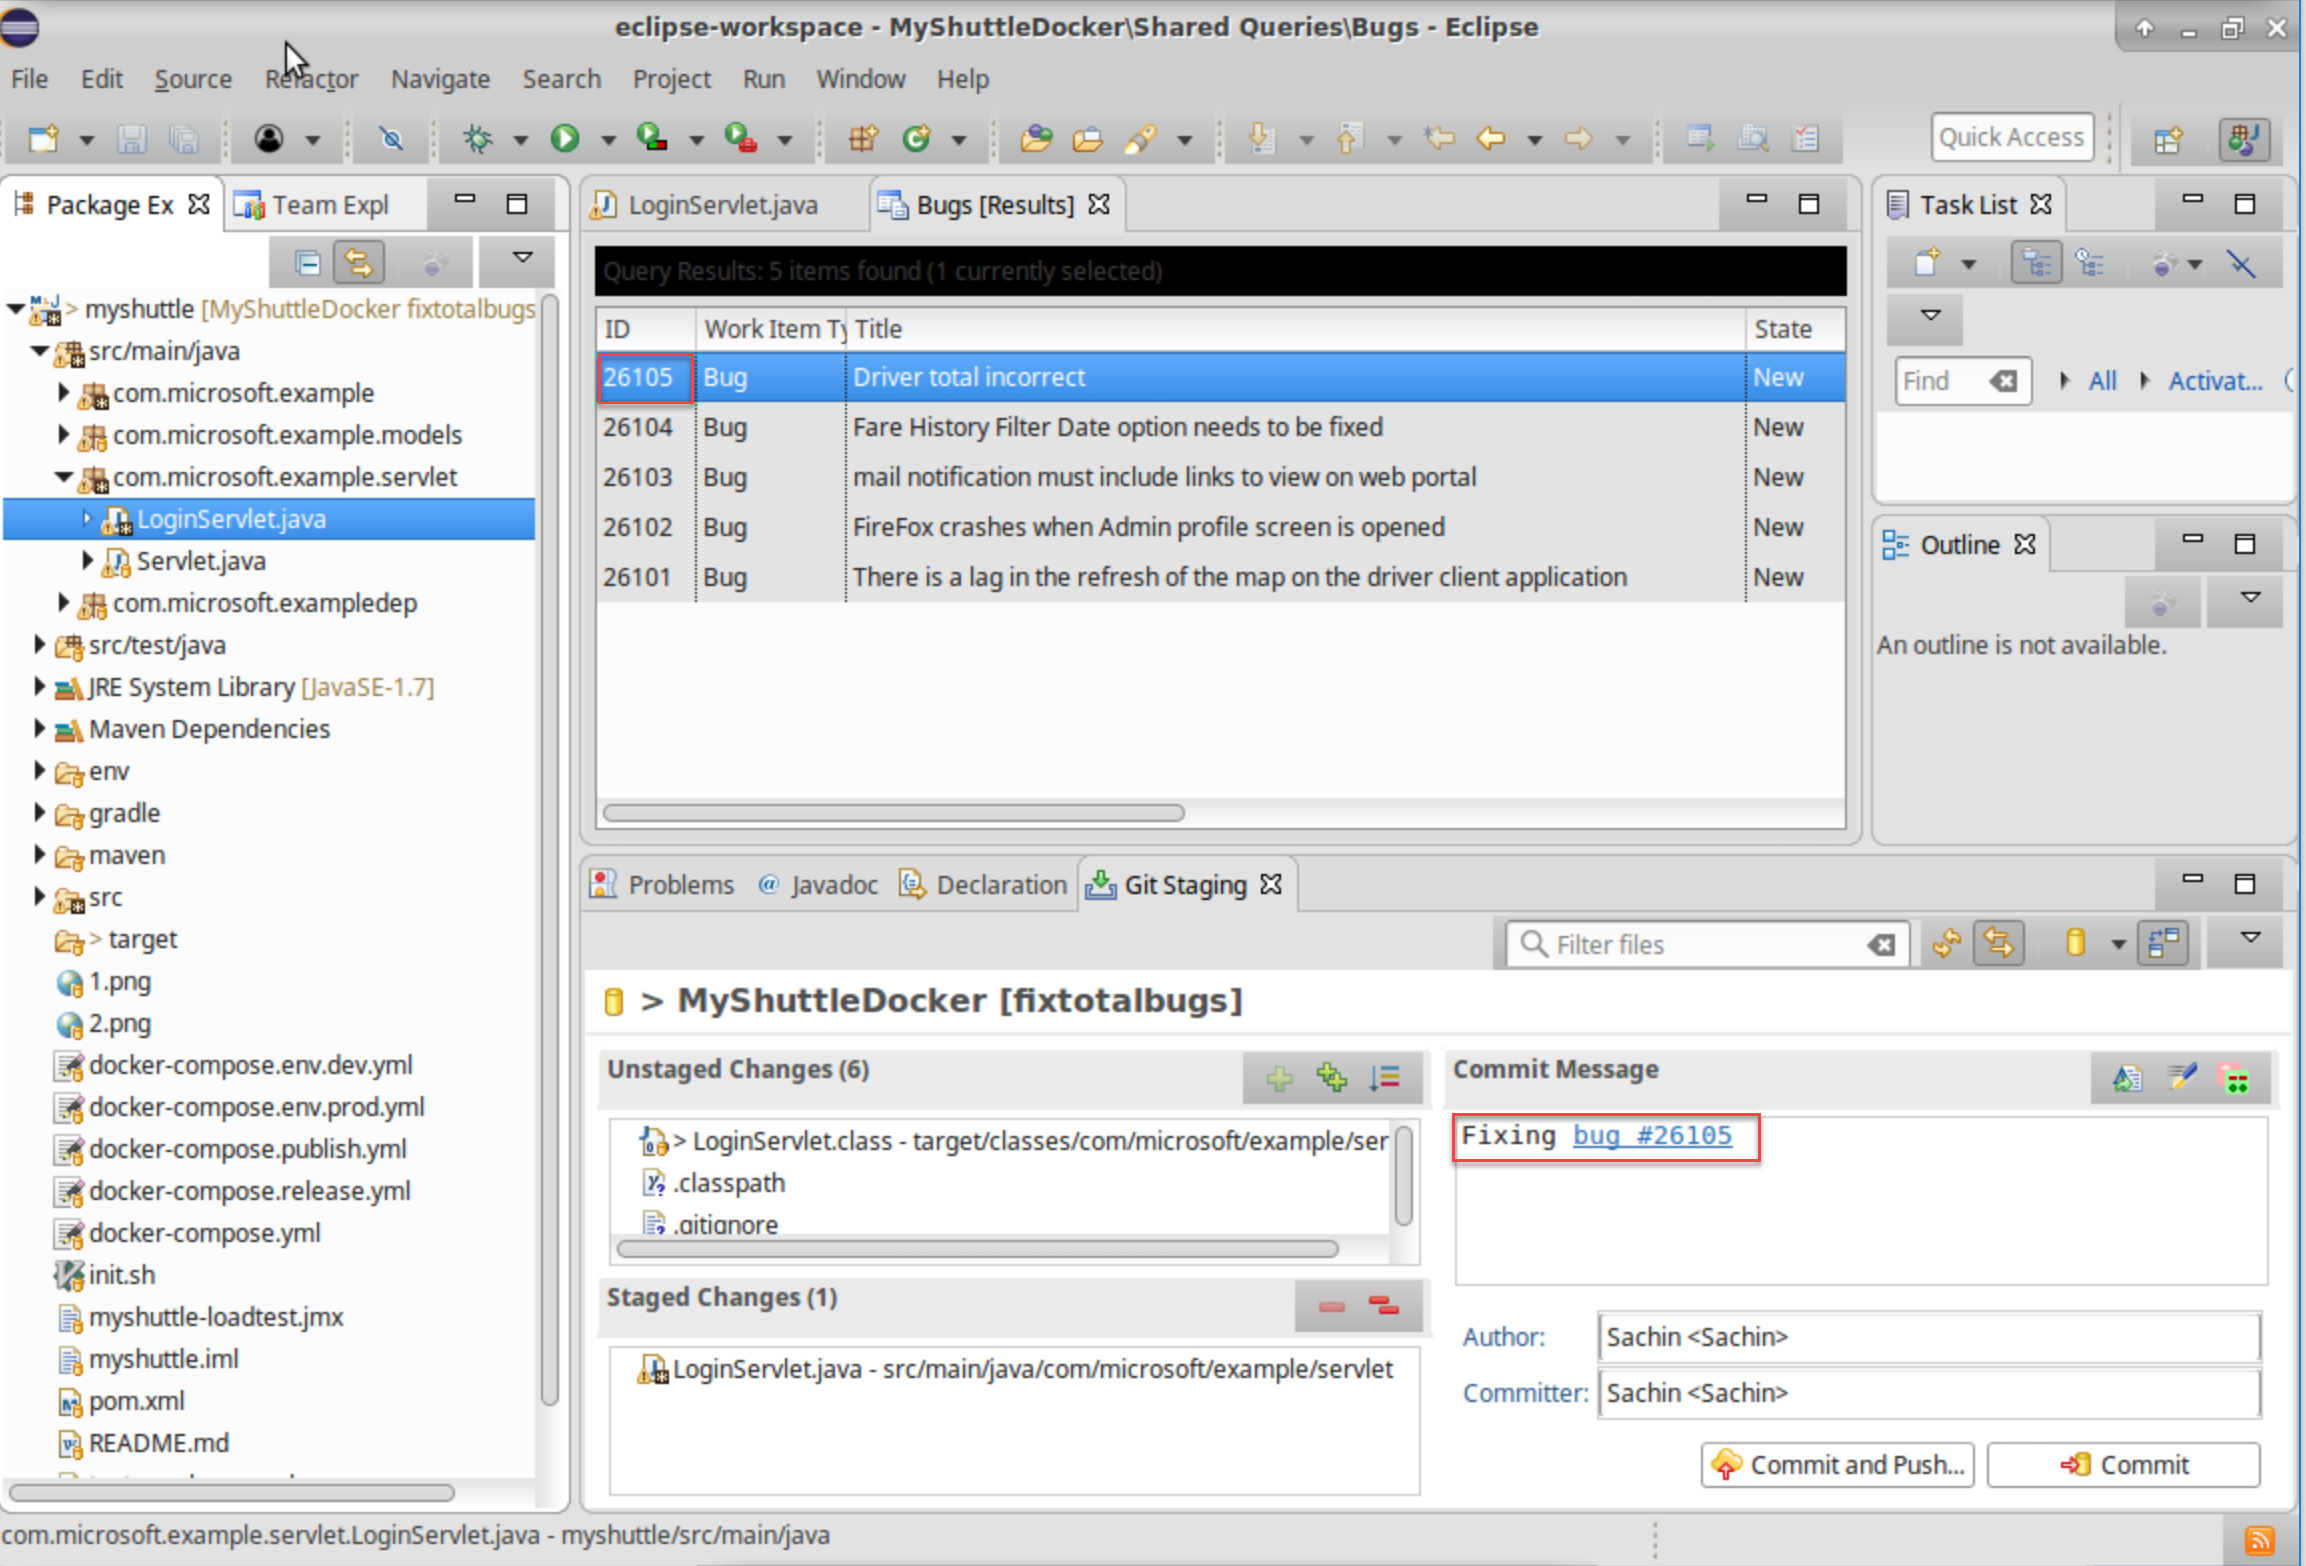 eclipse-workspace - MyShuttleDocker\Shared Queries\Bugs - Eclipse
File Edit Source Refactor Navigate Search Project Run Window Help
Quick Access
Package Ex
Team Expl
> myshuttle [MyShuttleDocker fixtotalbugs
src/main/java
com.microsoft.example
com.microsoft.example.models
com.microsoft.example.servlet
LoginServlet.java
Servlet.java
com.microsoft.exampledep
src/test/java
JRE System Library [JavaSE-1.7]
Maven Dependencies
env
gradle
maven
src
> target
1.png
2.png
docker-compose.env.dev.yml
docker-compose.env.prod.yml
docker-compose.publish.yml
docker-compose.release.yml
docker-compose.yml
init.sh
myshuttle-loadtest.jmx
myshuttle.iml
pom.xml
README.md
LoginServlet.java
Bugs [Results]
Query Results: 5 items found (1 currently selected)
ID Work Item Ty Title State
26105 Bug Driver total incorrect New
26104 Bug Fare History Filter Date option needs to be fixed New
26103 Bug mail notification must include links to view on web portal New
26102 Bug FireFox crashes when Admin profile screen is opened New
26101 Bug There is a lag in the refresh of the map on the driver client application New
Task List
Find All Activat...
Outline
An outline is not available.
Problems @ Javadoc Declaration Git Staging
Filter files
> MyShuttleDocker [fixtotalbugs]
Unstaged Changes (6)
> LoginServlet.class - target/classes/com/microsoft/example/ser
.classpath
.gitignore
Staged Changes (1)
LoginServlet.java - src/main/java/com/microsoft/example/servlet
Commit Message
Fixing bug #26105
Author: Sachin <Sachin>
Committer: Sachin <Sachin>
Commit and Push... Commit
com.microsoft.example.servlet.LoginServlet.java - myshuttle/src/main/java